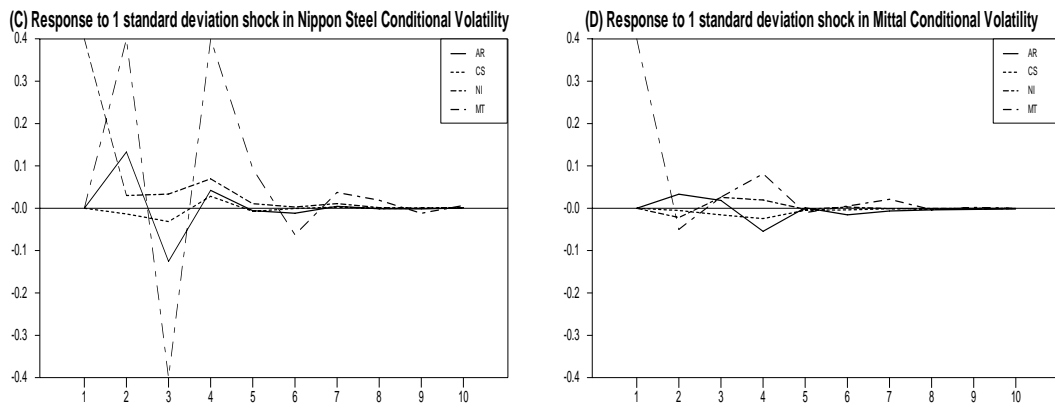 (C) Response to 1 standard deviation shock in Nippon Steel Conditional Volatility
AR
CS
NI
MT
0.4
0.3
0.2
0.1
-0.0
-0.1
-0.2
-0.3
-0.4
1 2 3 4 5 6 7 8 9 10
(D) Response to 1 standard deviation shock in Mittal Conditional Volatility
AR
CS
NI
MT
0.4
0.3
0.2
0.1
-0.0
-0.1
-0.2
-0.3
-0.4
1 2 3 4 5 6 7 8 9 10